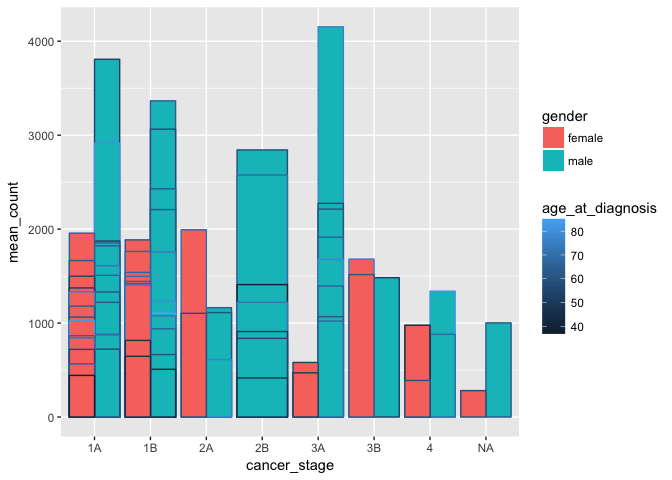 mean_count
4000
3000
2000
1000
0
1A 1B 2A 2B 3A 3B 4 NA
cancer_stage
gender
female
male
age_at_diagnosis
80
70
60
50
40